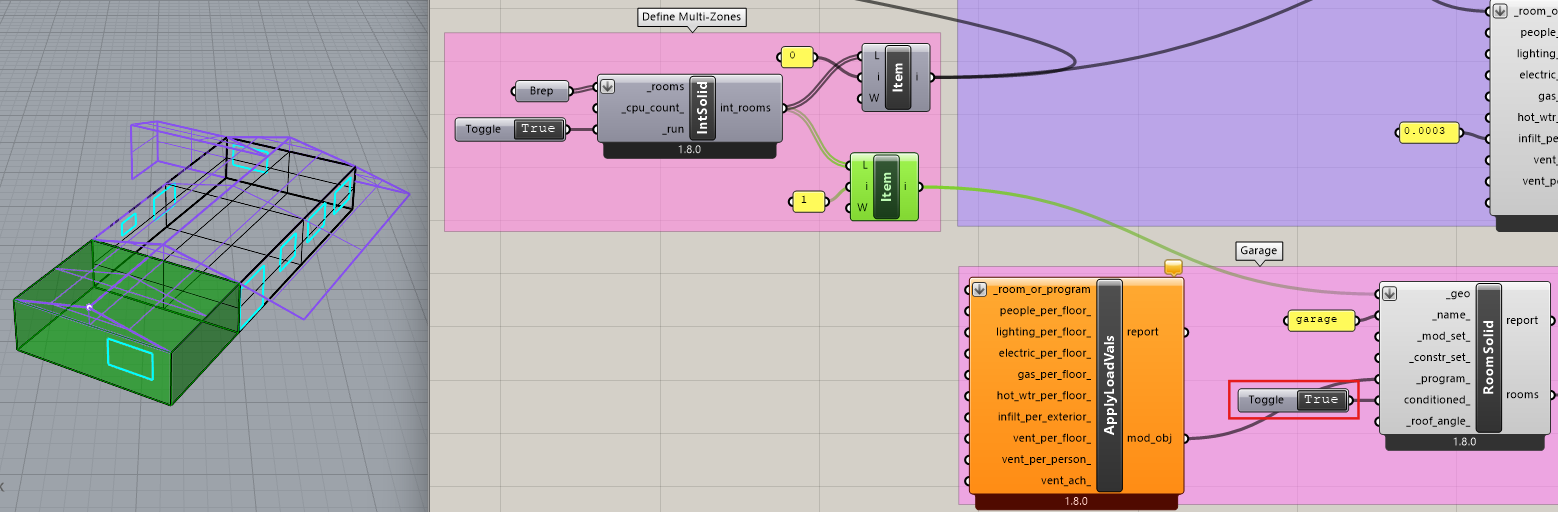 Define Multi-Zones
0
L
i
W
Item
i
Brep
_rooms
_cpu_count_
_run
IntSolid
int_rooms
1.8.0
Toggle True
1
L
i
W
Item
i
_room_o
people_
lighting_
electric_
gas_
hot_wtr_
infilt_pe
vent_
vent_pe
0.0003
Garage
_room_or_program
people_per_floor_
lighting_per_floor_
electric_per_floor_
gas_per_floor_
hot_wtr_per_floor_
infilt_per_exterior_
vent_per_floor_
vent_per_person_
vent_ach_
ApplyLoadVals
report
mod_obj
1.8.0
garage
Toggle True
_geo
_name_
_mod_set_
_constr_set_
_program_
conditioned_
_roof_angle_
RoomSolid
report
rooms
1.8.0